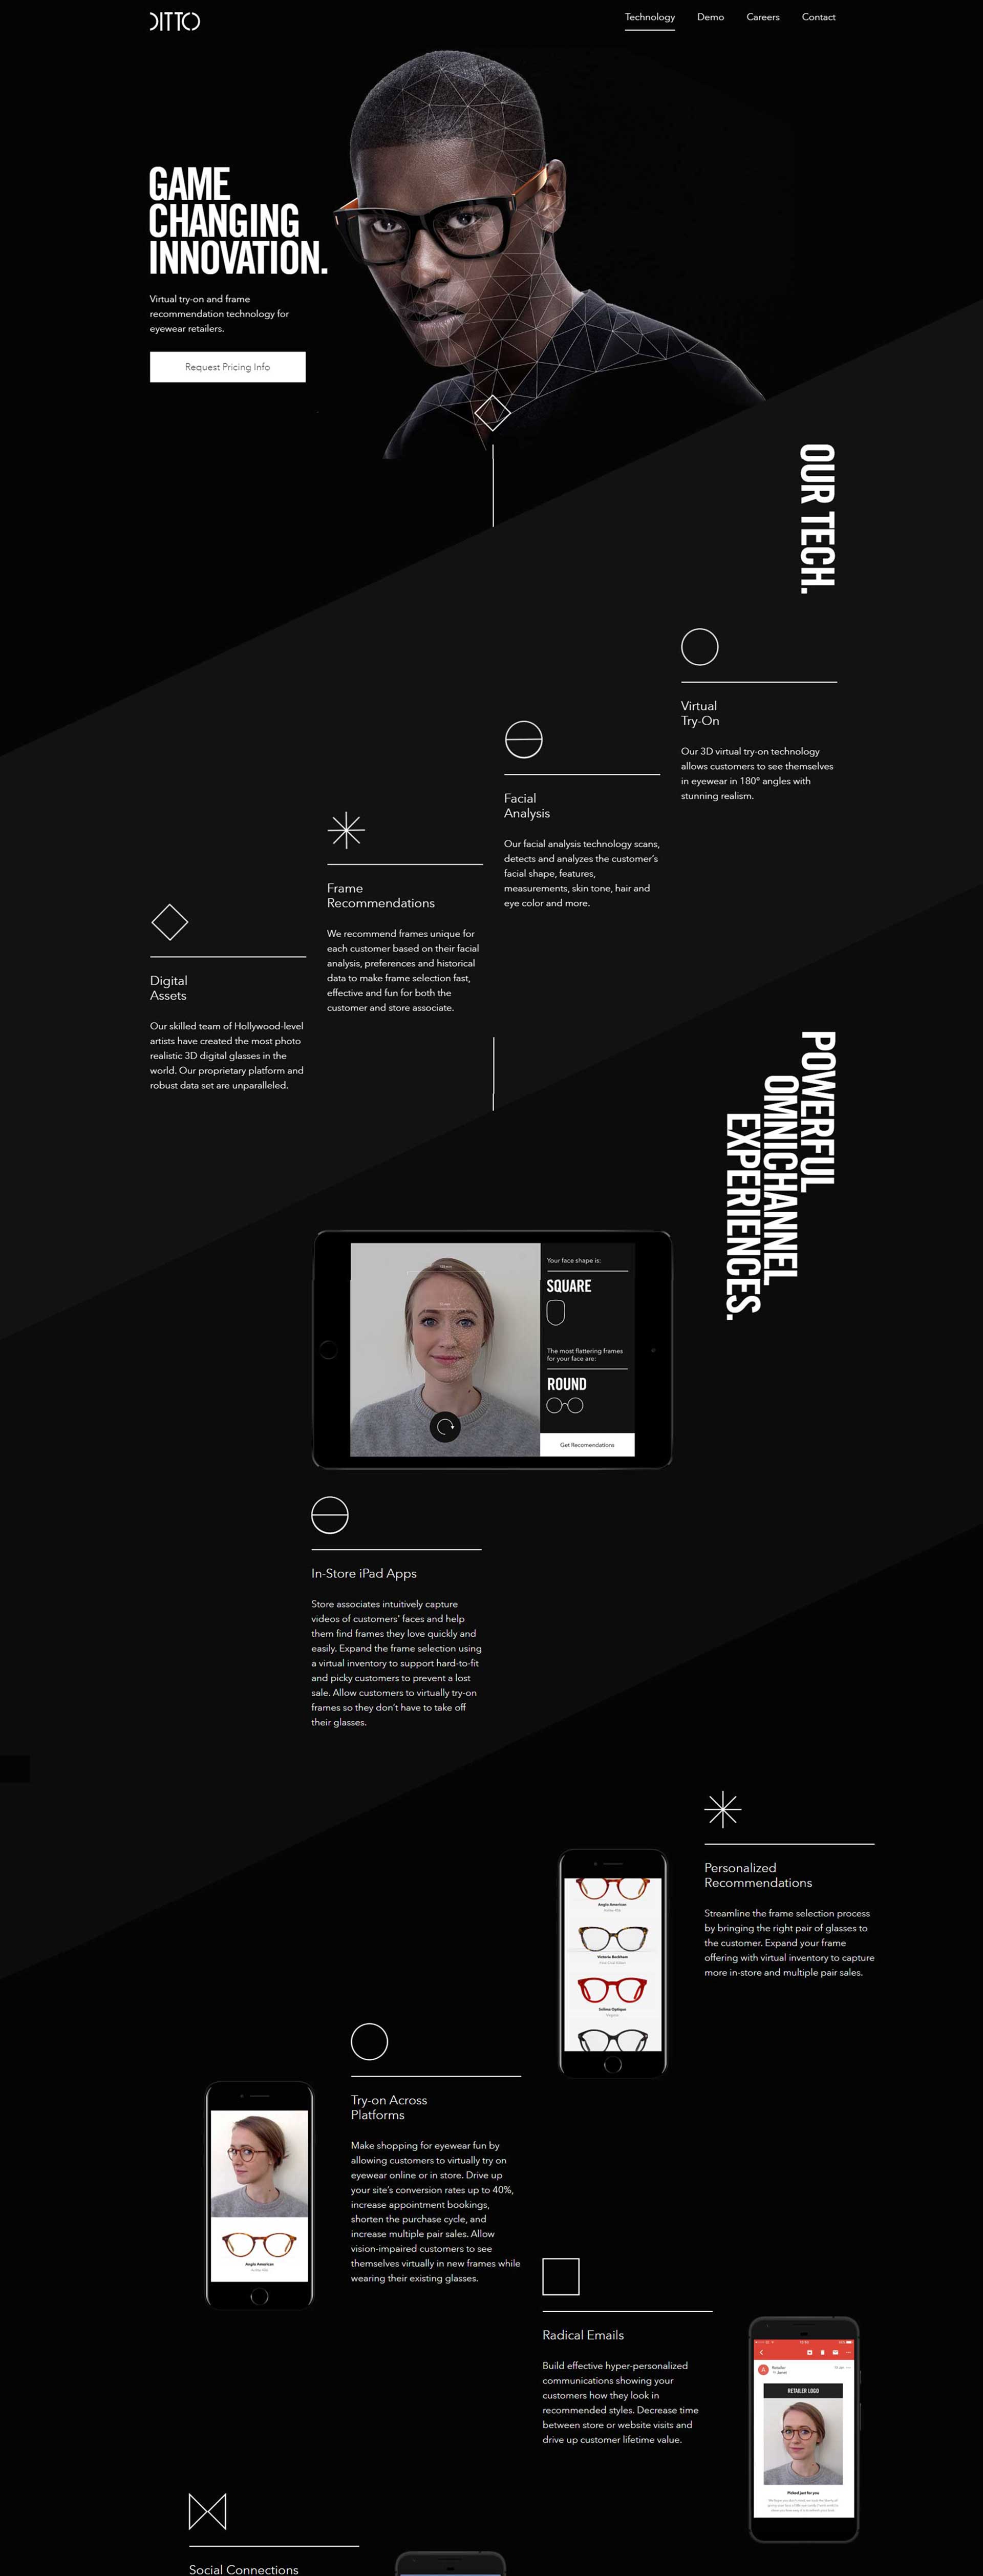 DITTO
Technology Demo Careers Contact
GAME
CHANGING
INNOVATION.
Virtual try-on and frame
recommendation technology for
eyewear retailers.
Request Pricing Info
OUR TECH.
Virtual
Try-On
Our 3D virtual try-on technology
allows customers to see themselves
in eyewear in 180° angles with
stunning realism.
Facial
Analysis
Our facial analysis technology scans,
detects and analyzes the customer's
facial shape, features,
measurements, skin tone, hair and
eye color and more.
Frame
Recommendations
We recommend frames unique for
each customer based on their facial
analysis, preferences and historical
data to make frame selection fast,
effective and fun for both the
customer and store associate.
Digital
Assets
Our skilled team of Hollywood-level
artists have created the most photo
realistic 3D digital glasses in the
world. Our proprietary platform and
robust data set are unparalleled.
POWERFUL
OMNICHANNEL
EXPERIENCES.
Your face shape is:
SQUARE
The most flattering frames
for your face are:
ROUND
Get Recomendations
In-Store iPad Apps
Store associates intuitively capture
videos of customers' faces and help
them find frames they love quickly and
easily. Expand the frame selection using
a virtual inventory to support hard-to-fit
and picky customers to prevent a lost
sale. Allow customers to virtually try-on
frames so they don't have to take off
their glasses.
Personalized
Recommendations
Streamline the frame selection process
by bringing the right pair of glasses to
the customer. Expand your frame
offering with virtual inventory to capture
more in-store and multiple pair sales.
Anglo American
Victoria Beckham
Selima Optique
Try-on Across
Platforms
Make shopping for eyewear fun by
allowing customers to virtually try on
eyewear online or in store. Drive up
your site's conversion rates up to 40%,
increase appointment bookings,
shorten the purchase cycle, and
increase multiple pair sales. Allow
vision-impaired customers to see
themselves virtually in new frames while
wearing their existing glasses.
Anglo American
Radical Emails
Build effective hyper-personalized
communications showing your
customers how they look in
recommended styles. Decrease time
between store or website visits and
drive up customer lifetime value.
A
Retailer
RETAILER LOGO
Picked just for you
Social Connections